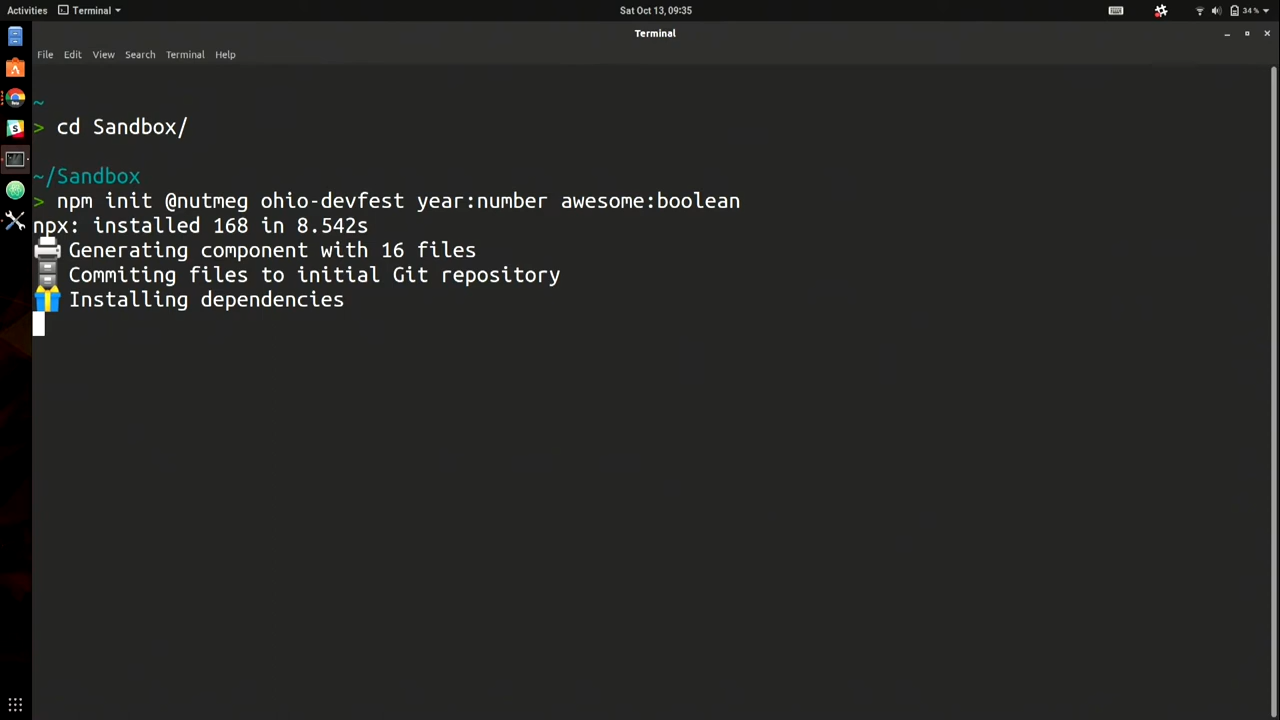 Activities Terminal Sat Oct 13, 09:35 34 %
Terminal
File Edit View Search Terminal Help
~
> cd Sandbox/
~/Sandbox
> npm init @nutmeg ohio-devfest year:number awesome:boolean
npx: installed 168 in 8.542s
Generating component with 16 files
Commiting files to initial Git repository
Installing dependencies